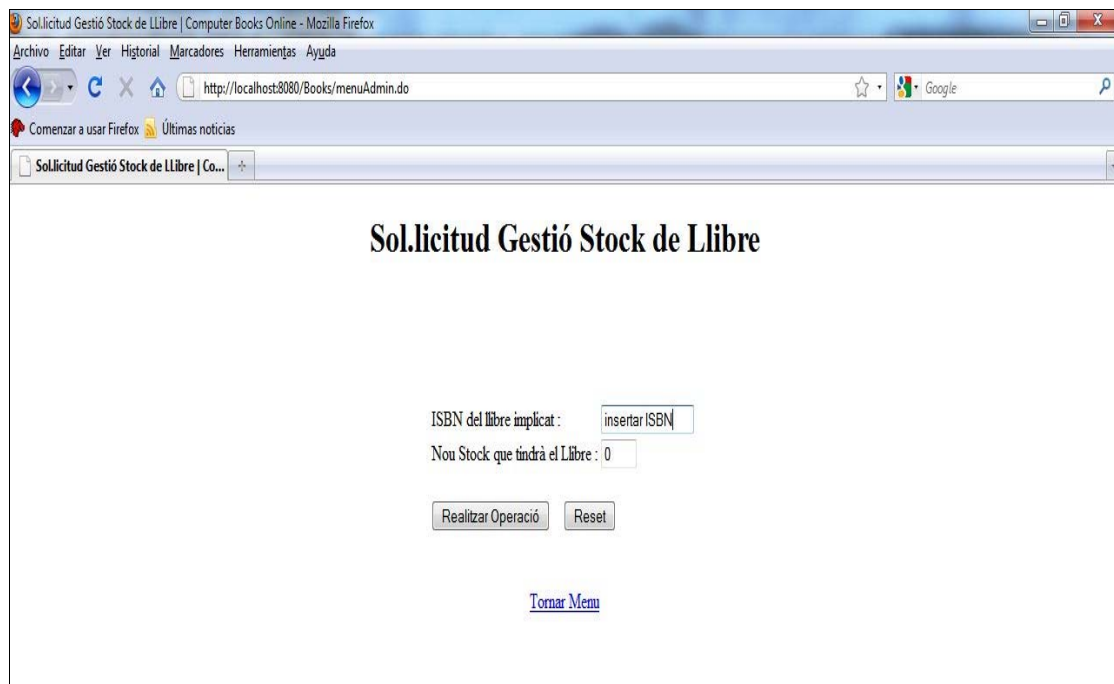 Sol.licitud Gestió Stock de LLibre | Computer Books Online - Mozilla Firefox
Archivo Editar Ver Historial Marcadores Herramientas Ayuda
http://localhost:8080/Books/menuAdmin.do
Google
Comenzar a usar Firefox Últimas noticias
Sol.licitud Gestió Stock de LLibre | Co...
Sol.licitud Gestió Stock de Llibre
ISBN del llibre implicat : insertar ISBN
Nou Stock que tindrà el Llibre : 0
Realitzar Operació Reset
Tornar Menu